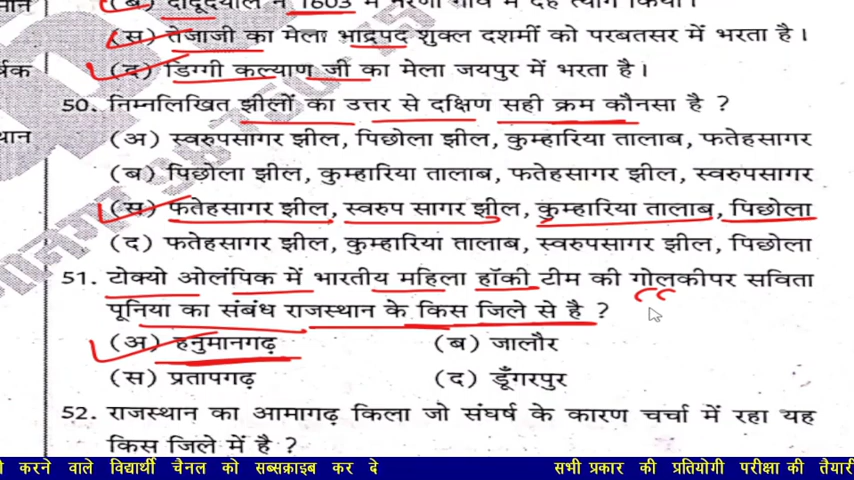 (ब) दादूदयाल ने 1603 में नरैणा गाँव में देह त्याग किया।
(स) तेजाजी का मेला भाद्रपद शुक्ल दशमीं को परबतसर में भरता है।
(द) डिग्गी कल्याण जी का मेला जयपुर में भरता है।
50. निम्नलिखित झीलों का उत्तर से दक्षिण सही क्रम कौनसा है ?
(अ) स्वरुपसागर झील, पिछोला झील, कुम्हारिया तालाब, फतेहसागर
(ब) पिछोला झील, कुम्हारिया तालाब, फतेहसागर झील, स्वरुपसागर
(स) फतेहसागर झील, स्वरुप सागर झील, कुम्हारिया तालाब, पिछोला
(द) फतेहसागर झील, कुम्हारिया तालाब, स्वरुपसागर झील, पिछोला
51. टोक्यो ओलंपिक में भारतीय महिला हॉकी टीम की गोलकीपर सविता
पूनिया का संबंध राजस्थान के किस जिले से है ?
(अ) हनुमानगढ़ (ब) जालौर
(स) प्रतापगढ़ (द) डूँगरपुर
52. राजस्थान का आमागढ़ किला जो संघर्ष के कारण चर्चा में रहा यह
किस जिले में है ?
करने वाले विद्यार्थी चैनल को सब्सक्राइब कर दे सभी प्रकार की प्रतियोगी परीक्षा की तैयारी